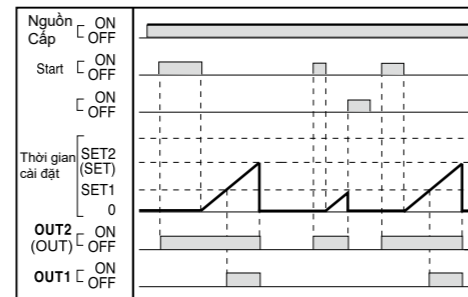 Nguồn ON
Cấp OFF
Start ON
OFF
ON
OFF
Thời gian SET2
cài đặt (SET)
SET1
0
OUT2 ON
(OUT) OFF
OUT1 ON
OFF